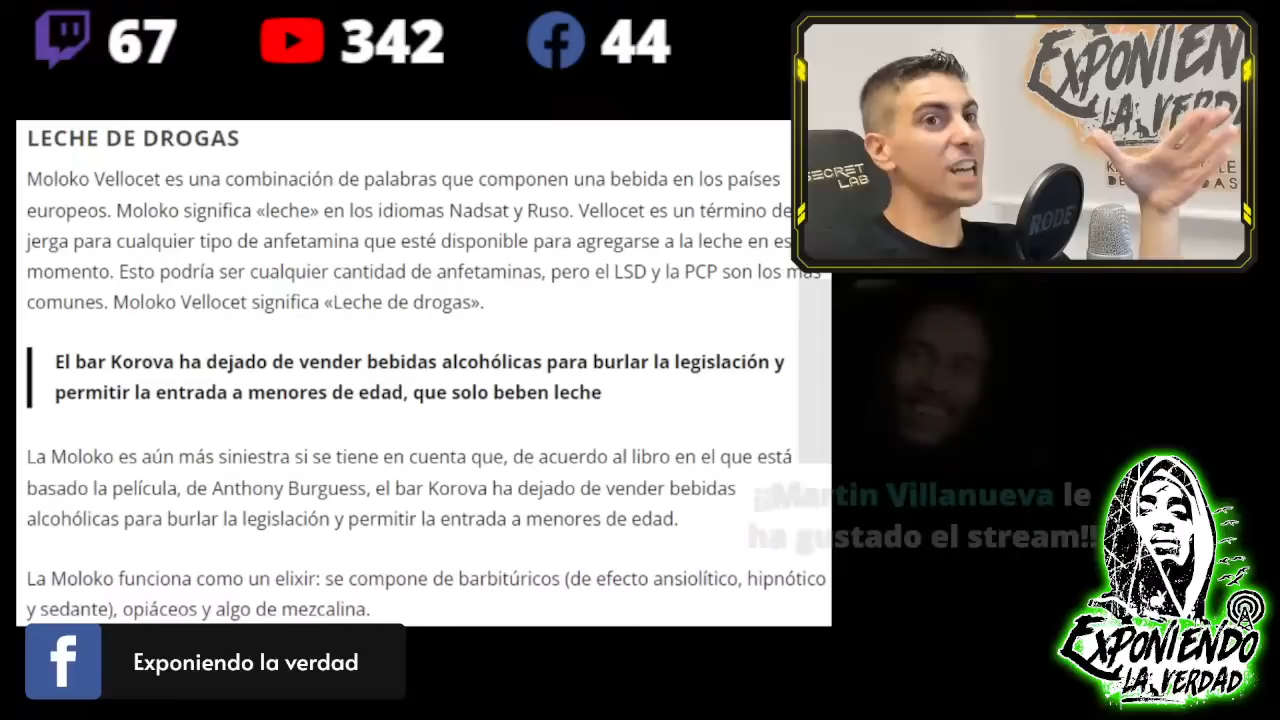 67 342 44
EXPONIENDO
LA VERDAD
SECRET
LAB
RODE
LECHE DE DROGAS
Moloko Vellocet es una combinación de palabras que componen una bebida en los países
europeos. Moloko significa «leche» en los idiomas Nadsat y Ruso. Vellocet es un término de
jerga para cualquier tipo de anfetamina que esté disponible para agregarse a la leche en es
momento. Esto podría ser cualquier cantidad de anfetaminas, pero el LSD y la PCP son los más
comunes. Moloko Vellocet significa «Leche de drogas».
El bar Korova ha dejado de vender bebidas alcohólicas para burlar la legislación y
permitir la entrada a menores de edad, que solo beben leche
La Moloko es aún más siniestra si se tiene en cuenta que, de acuerdo al libro en el que está
basado la película, de Anthony Burguess, el bar Korova ha dejado de vender bebidas
alcohólicas para burlar la legislación y permitir la entrada a menores de edad.
¡¡Martin Villanueva le
ha gustado el stream!!
La Moloko funciona como un elixir: se compone de barbitúricos (de efecto ansiolítico, hipnótico
y sedante), opiáceos y algo de mezcalina.
Exponiendo la verdad
EXPONIENDO
LA VERDAD